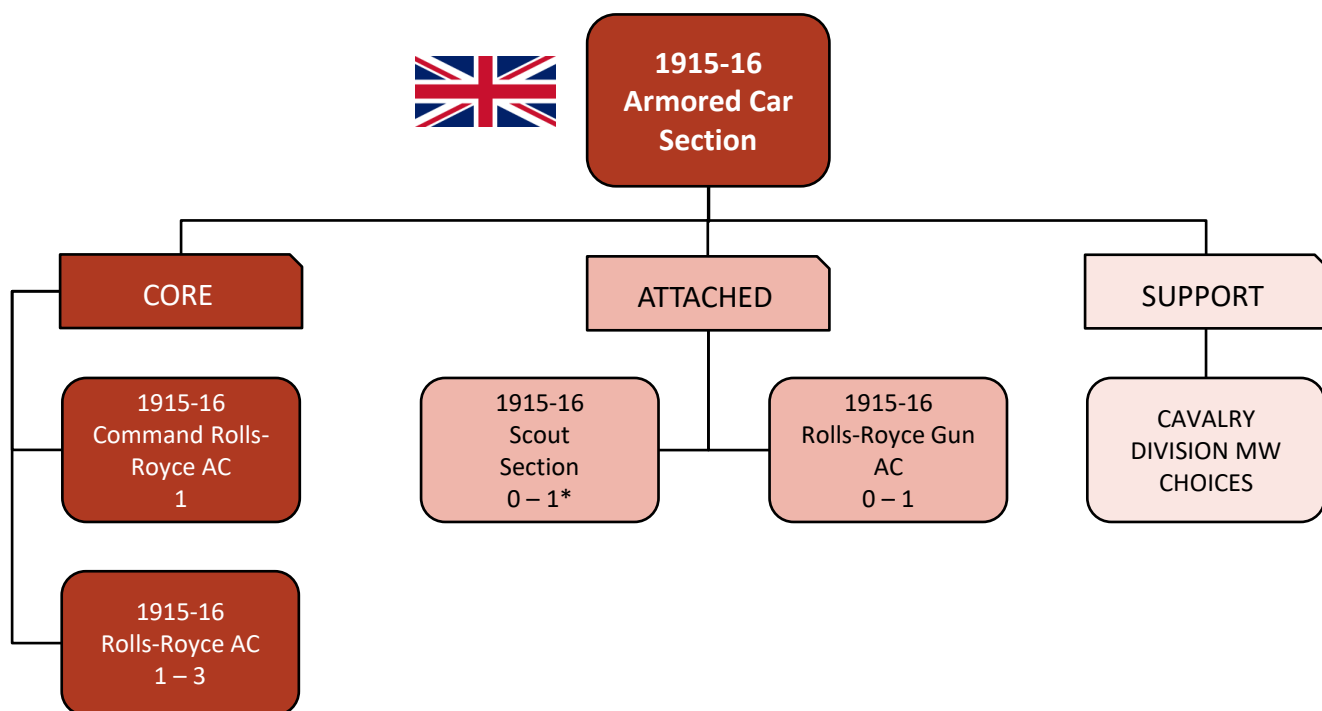 1915-16
Armored Car
Section
CORE
ATTACHED
SUPPORT
1915-16
Command Rolls-
Royce AC
1
1915-16
Scout
Section
0 – 1*
1915-16
Rolls-Royce Gun
AC
0 – 1
CAVALRY
DIVISION MW
CHOICES
1915-16
Rolls-Royce AC
1 – 3